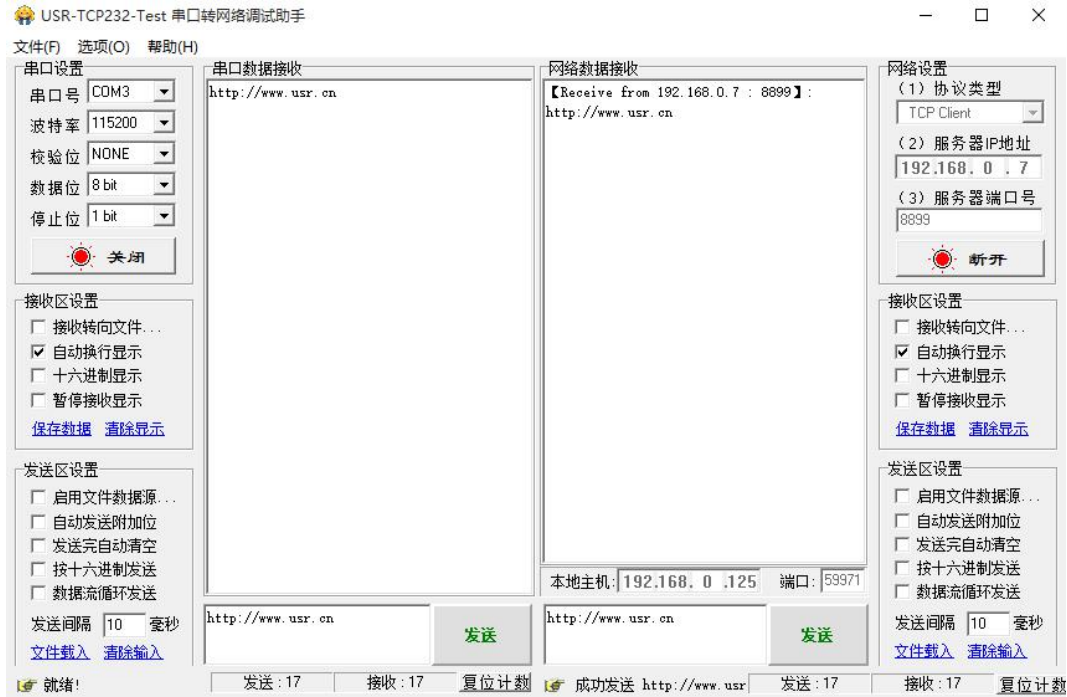 USR-TCP232-Test 串口转网络调试助手
文件(F) 选项(O) 帮助(H)
串口设置
串口号 COM3
波特率 115200
校验位 NONE
数据位 8 bit
停止位 1 bit
关闭
接收区设置
接收转向文件...
自动换行显示
十六进制显示
暂停接收显示
保存数据 清除显示
发送区设置
启用文件数据源...
自动发送附加位
发送完自动清空
按十六进制发送
数据流循环发送
发送间隔 10 毫秒
文件载入 清除输入
串口数据接收
http://www.usr.cn
http://www.usr.cn
发送
网络数据接收
【Receive from 192.168.0.7 : 8899】:
http://www.usr.cn
本地主机: 192.168. 0 .125 端口: 59971
http://www.usr.cn
发送
网络设置
(1) 协议类型
TCP Client
(2) 服务器IP地址
192.168. 0 . 7
(3) 服务器端口号
8899
断开
接收区设置
接收转向文件...
自动换行显示
十六进制显示
暂停接收显示
保存数据 清除显示
发送区设置
启用文件数据源...
自动发送附加位
发送完自动清空
按十六进制发送
数据流循环发送
发送间隔 10 毫秒
文件载入 清除输入
就绪! 发送:17 接收:17 复位计数 成功发送 http://www.usr 发送:17 接收:17 复位计数